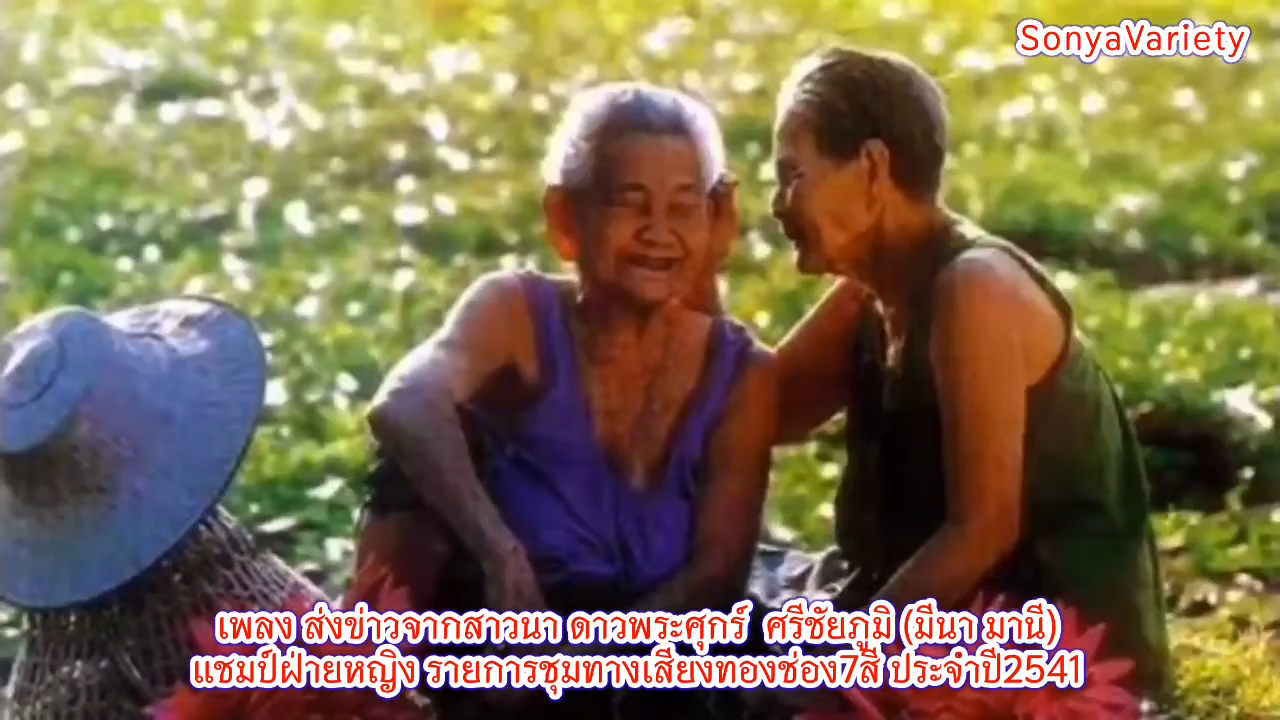 SonyaVariety
เพลง ส่งข่าวจากสาวนา ดาวพระศุกร์ ศรีชัยภูมิ (มีนา มานี)
แชมป์ฝ่ายหญิง รายการชุมทางเสียงทองช่อง7สี ประจำปี2541